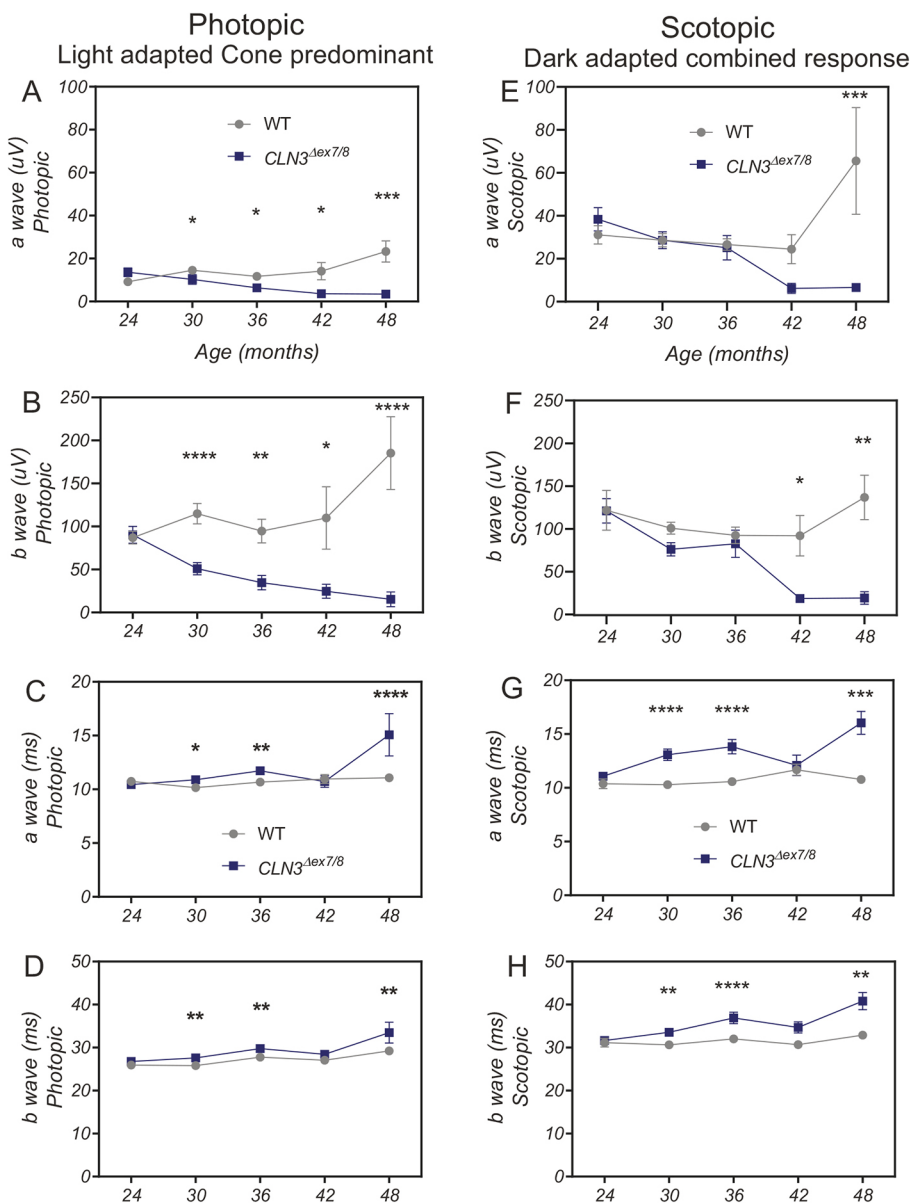 Photopic
Light adapted Cone predominant
Scotopic
Dark adapted combined response
A
a wave (uV)
Photopic
100
80
60
40
20
0
WT
CLN3Δex7/8
*
*
*
***
24 30 36 42 48
Age (months)
E
a wave (uV)
Scotopic
100
80
60
40
20
0
WT
CLN3Δex7/8
***
24 30 36 42 48
Age (months)
B
b wave (uV)
Photopic
250
200
150
100
50
0
****
**
*
****
24 30 36 42 48
F
b wave (uV)
Scotopic
250
200
150
100
50
0
*
**
24 30 36 42 48
C
a wave (ms)
Photopic
20
15
10
5
0
*
**
****
WT
CLN3Δex7/8
24 30 36 42 48
G
a wave (ms)
Scotopic
20
15
10
5
0
****
****
***
WT
CLN3Δex7/8
24 30 36 42 48
D
b wave (ms)
Photopic
50
40
30
20
10
0
**
**
**
24 30 36 42 48
H
b wave (ms)
Scotopic
50
40
30
20
10
0
**
****
**
24 30 36 42 48